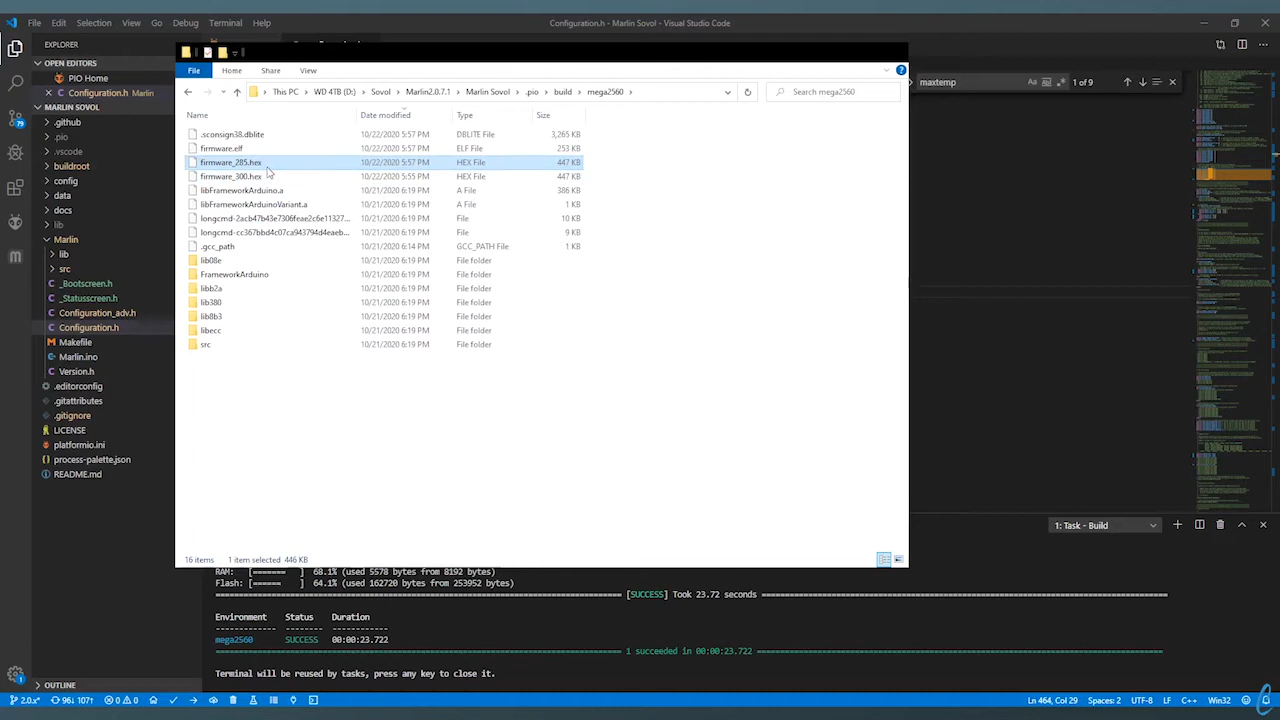 File Edit Selection View Go Debug Terminal Help
Configuration.h - Marlin Sovol - Visual Studio Code
EXPLORER
OPEN EDITORS
PIO Home
Configuration.h Marlin
MARLIN SOVOL
.github
.pio
.vscode
buildroot
config
data
docs
lib
Marlin
lib
src
_Bootscreen.h
_Statusscreen.h
Configuration_adv.h
Configuration.h
Makefile
Marlin.ino
Version.h
.editorconfig
.gitattributes
.gitignore
LICENSE
platformio.ini
process-palette.json
README.md
OUTLINE
File Home Share View
This PC > WD 4TB (D:) > Sovol > Marlin2.0.7.1 > Marlin Sovol > .pio > build > mega2560 >
Search mega2560
Name Date modified Type Size
.sconsign38.dblite 10/22/2020 5:57 PM DBLITE File 3,265 KB
firmware.elf 10/22/2020 5:57 PM ELF File 253 KB
firmware_285.hex 10/22/2020 5:57 PM HEX File 447 KB
firmware_300.hex 10/22/2020 5:55 PM HEX File 447 KB
libFrameworkArduino.a 10/21/2020 6:19 PM A File 386 KB
libFrameworkArduinoVariant.a 10/21/2020 6:19 PM A File 1 KB
longcmd-2acb47b43e7306feae2c6e11327... 10/21/2020 6:19 PM File 10 KB
longcmd-cc367bbd4c07ca943794d4eaeb... 10/21/2020 6:19 PM File 9 KB
.gcc_path 10/21/2020 6:14 PM GCC_PATH File 1 KB
lib08e 10/21/2020 6:19 PM File folder
FrameworkArduino 10/21/2020 6:19 PM File folder
libb2a 10/21/2020 6:19 PM File folder
lib380 10/21/2020 6:19 PM File folder
lib8b3 10/21/2020 6:19 PM File folder
libecc 10/21/2020 6:19 PM File folder
src 10/21/2020 6:19 PM File folder
16 items 1 item selected 446 KB
maxtemp Aa Abl .* 1 of 9
1: Task - Build
RAM: [======= ] 68.1% (used 5578 bytes from 8192 bytes)
Flash: [====== ] 64.1% (used 162720 bytes from 253952 bytes)
[SUCCESS] Took 23.72 seconds
Environment Status Duration
mega2560 SUCCESS 00:00:23.722
1 succeeded in 00:00:23.722
Terminal will be reused by tasks, press any key to close it.
2.0.x* 96↓ 107↑ 0 0
Ln 464, Col 29 Spaces: 2 UTF-8 LF C++ Win32